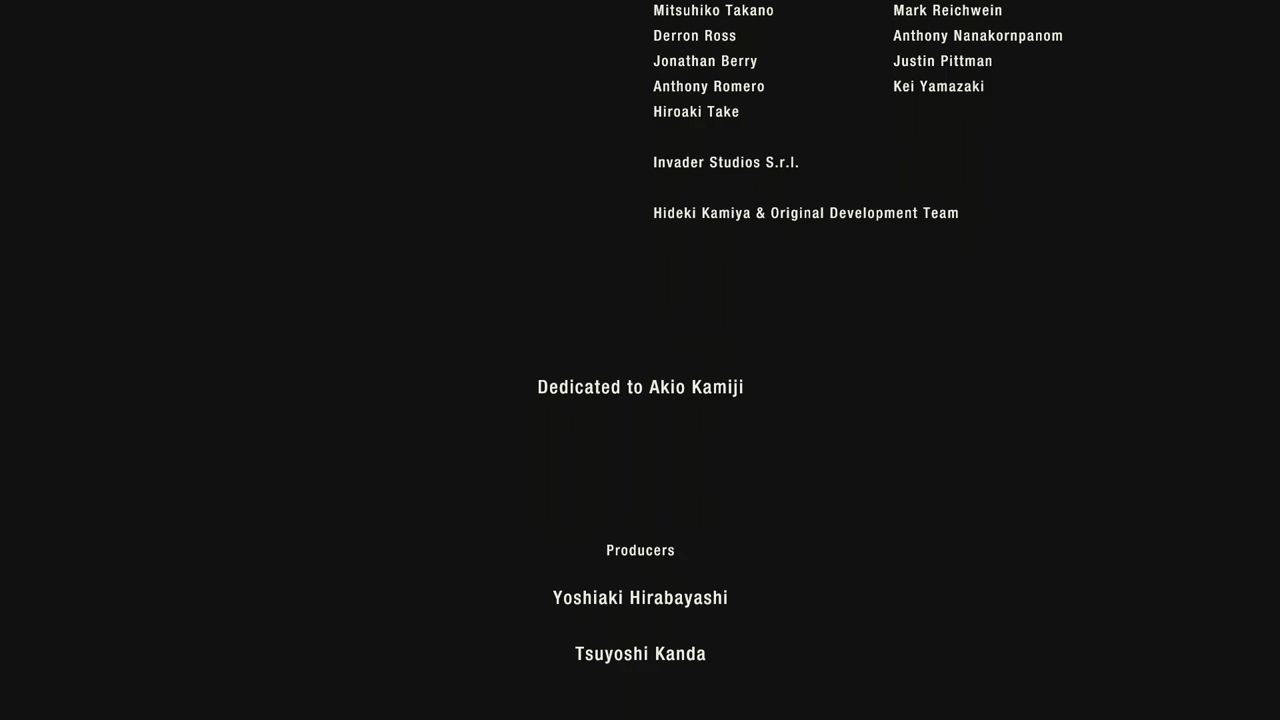 Mitsuhiko Takano Mark Reichwein
Derron Ross Anthony Nanakornpanom
Jonathan Berry Justin Pittman
Anthony Romero Kei Yamazaki
Hiroaki Take
Invader Studios S.r.l.
Hideki Kamiya & Original Development Team
Dedicated to Akio Kamiji
Producers
Yoshiaki Hirabayashi
Tsuyoshi Kanda